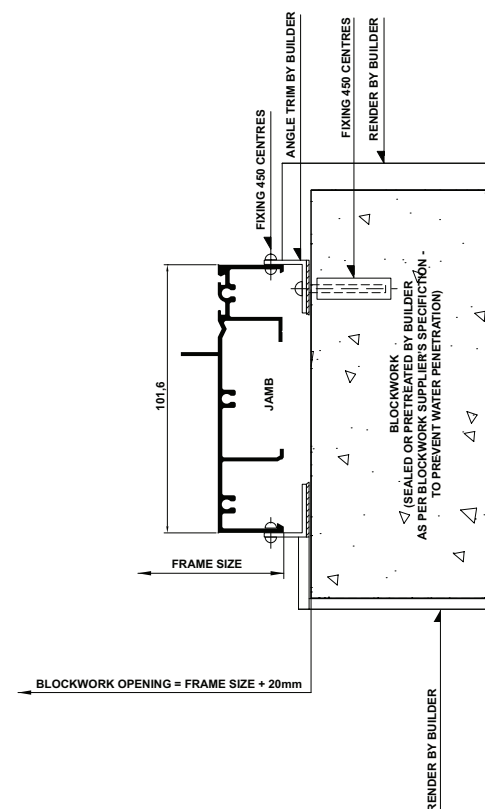 FIXING 450 CENTRES
ANGLE TRIM BY BUILDER
FIXING 450 CENTRES
RENDER BY BUILDER
101,6
JAMB
BLOCKWORK
(SEALED OR PRETREATED BY BUILDER
AS PER BLOCKWORK SUPPLIER'S SPECIFICTION -
TO PREVENT WATER PENETRATION)
FRAME SIZE
BLOCKWORK OPENING = FRAME SIZE + 20mm
RENDER BY BUILDER